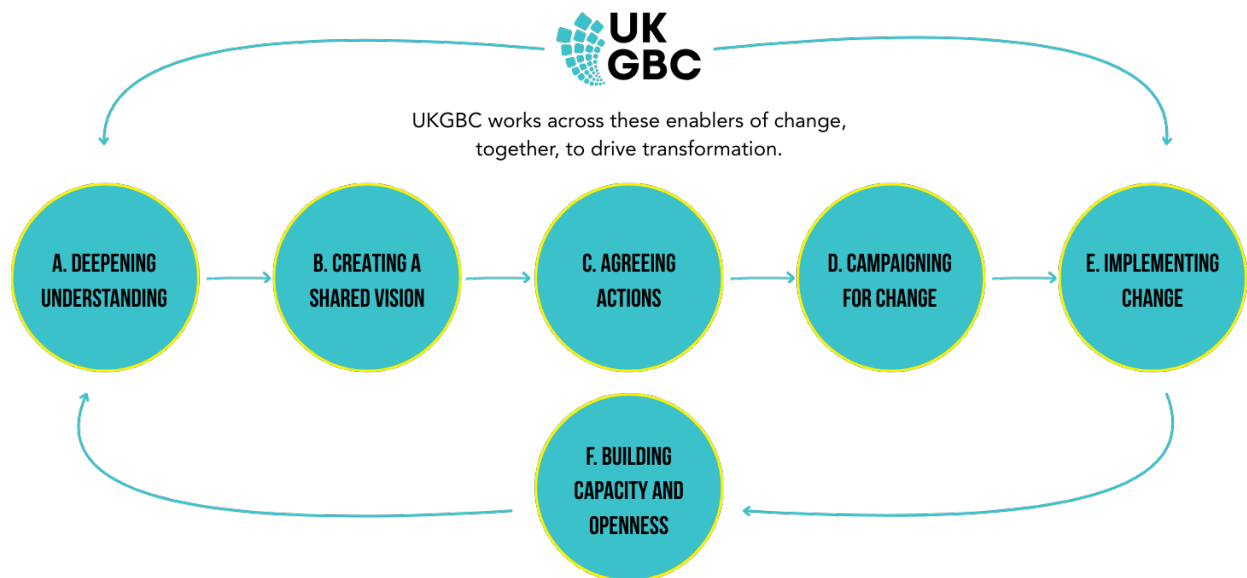 UK
GBC
UKGBC works across these enablers of change,
together, to drive transformation.
A. DEEPENING
UNDERSTANDING
B. CREATING A
SHARED VISION
C. AGREEING
ACTIONS
D. CAMPAIGNING
FOR CHANGE
E. IMPLEMENTING
CHANGE
F. BUILDING
CAPACITY AND
OPENNESS